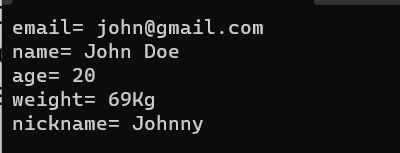 email= john@gmail.com
name= John Doe
age= 20
weight= 69Kg
nickname= Johnny